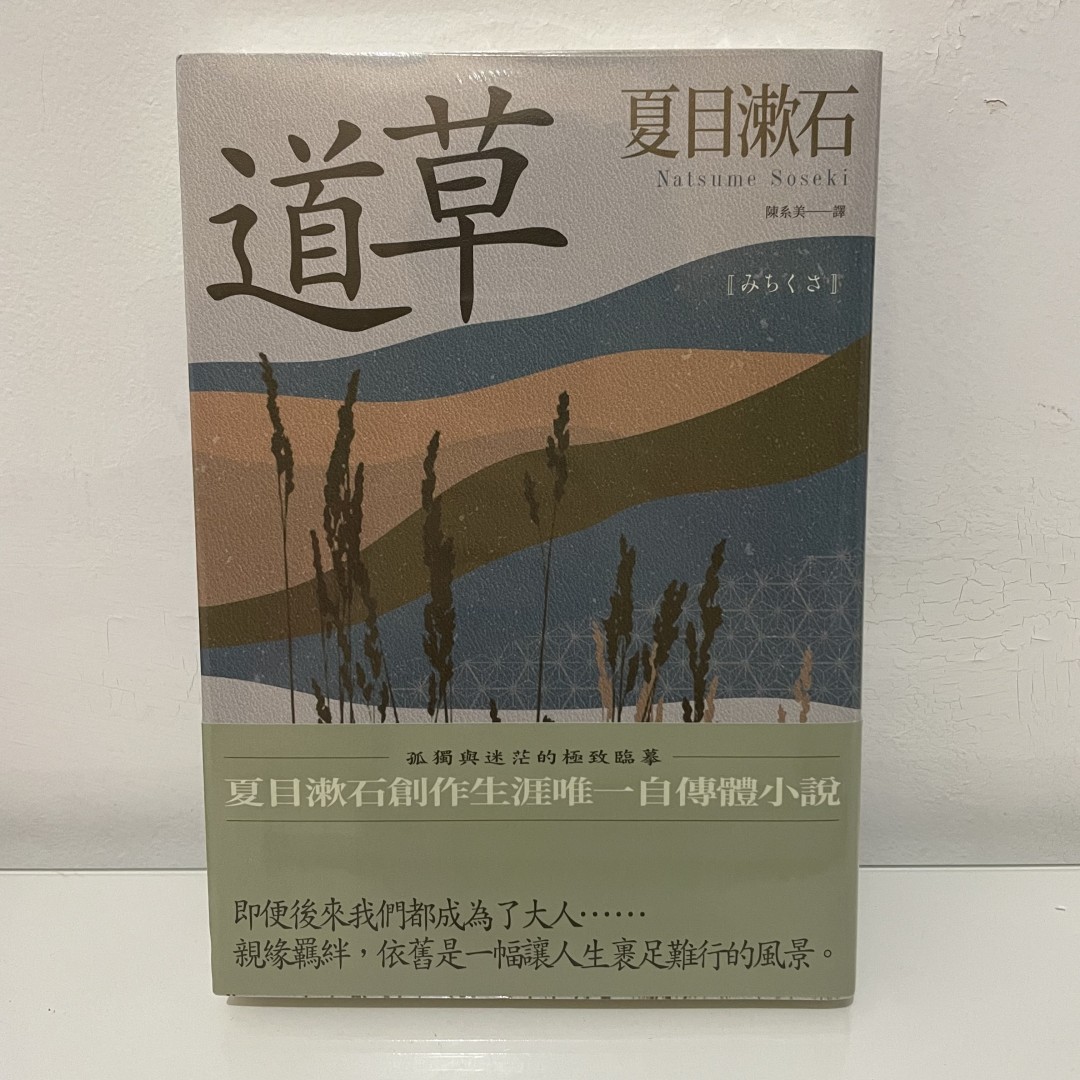 道草
夏目漱石
Natsume Soseki
陳系美──譯
〚みちくさ〛
孤獨與迷茫的極致臨摹
夏目漱石創作生涯唯一自傳體小說
即便後來我們都成為了大人……
親緣羈絆，依舊是一幅讓人生裹足難行的風景。